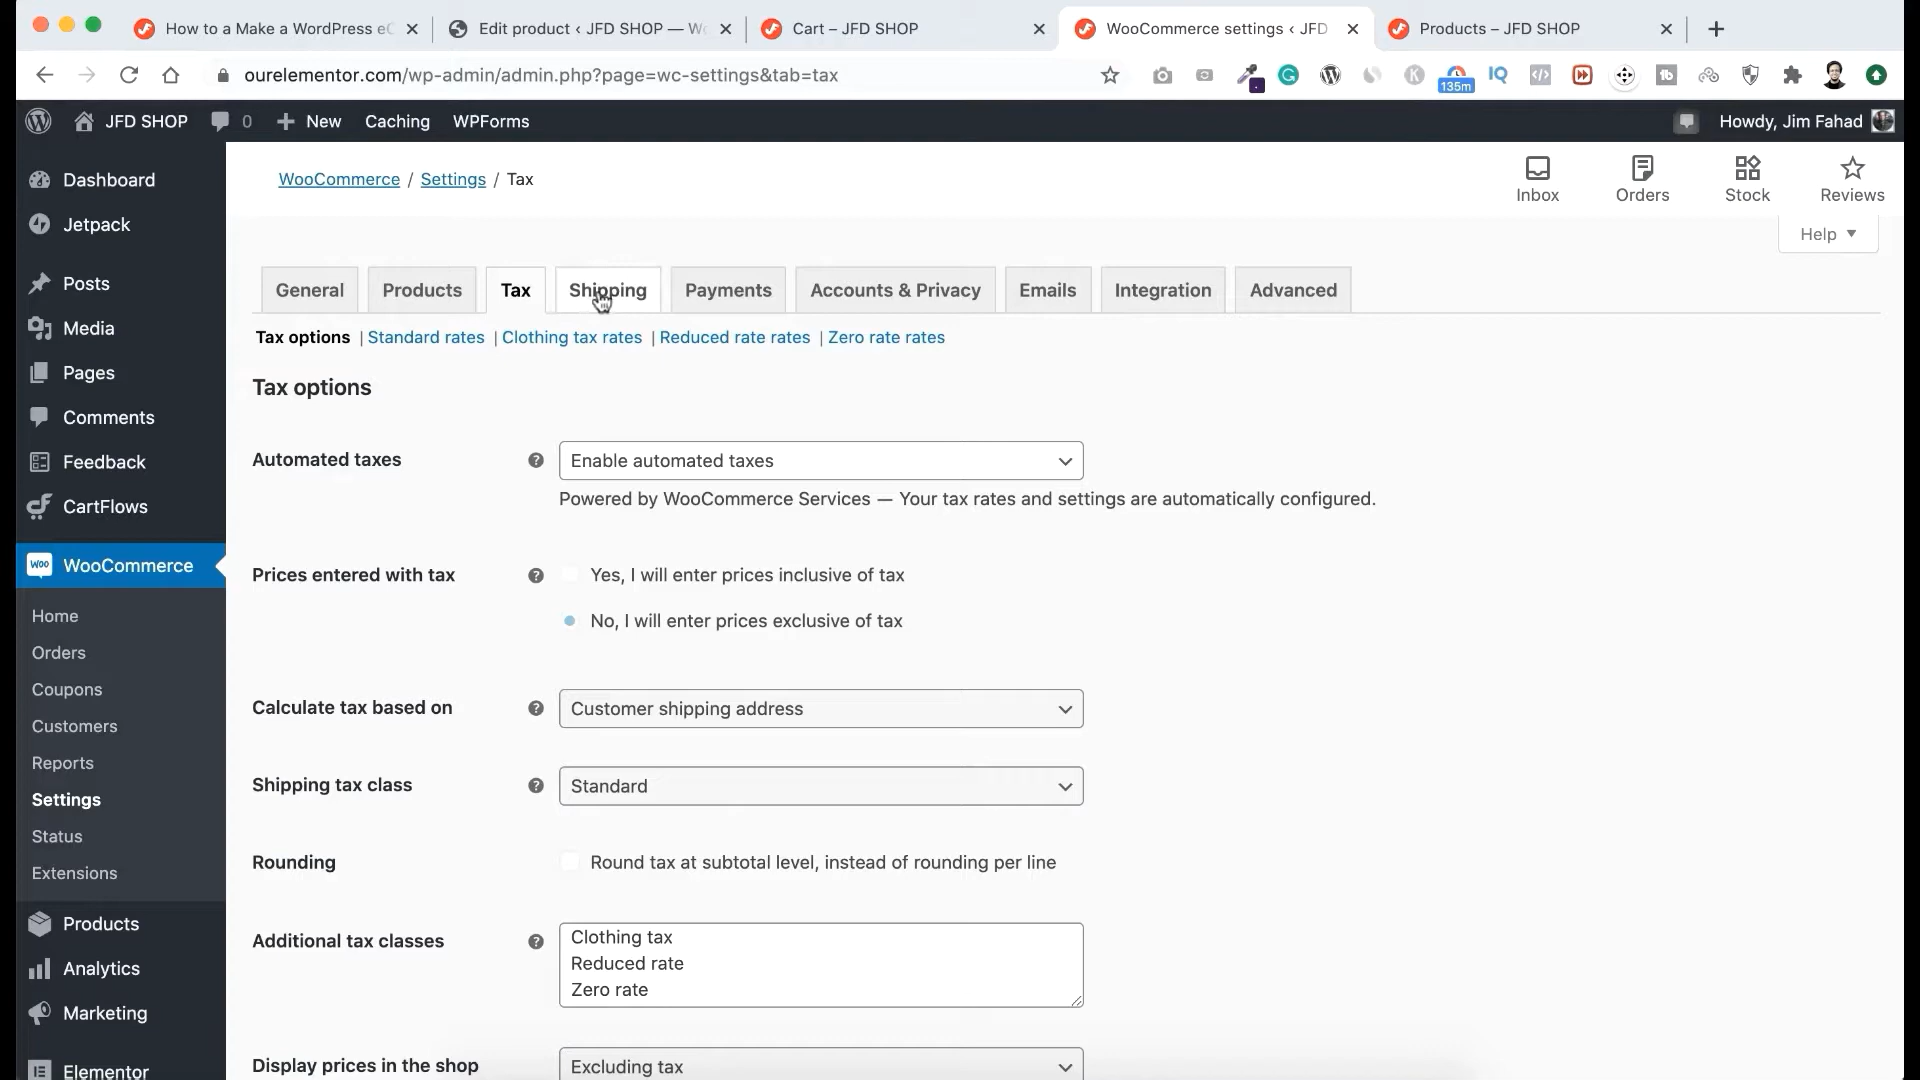 How to a Make a WordPress eC
Edit product ‹ JFD SHOP — Wo
Cart – JFD SHOP
WooCommerce settings ‹ JFD
Products – JFD SHOP
ourelementor.com/wp-admin/admin.php?page=wc-settings&tab=tax
135m
IQ
JFD SHOP
0
New
Caching
WPForms
Howdy, Jim Fahad
Dashboard
Jetpack
Posts
Media
Pages
Comments
Feedback
CartFlows
WooCommerce
Home
Orders
Coupons
Customers
Reports
Settings
Status
Extensions
Products
Analytics
Marketing
Elementor
WooCommerce / Settings / Tax
Inbox
Orders
Stock
Reviews
Help
General
Products
Tax
Shipping
Payments
Accounts & Privacy
Emails
Integration
Advanced
Tax options | Standard rates | Clothing tax rates | Reduced rate rates | Zero rate rates
Tax options
Automated taxes
Enable automated taxes
Powered by WooCommerce Services — Your tax rates and settings are automatically configured.
Prices entered with tax
Yes, I will enter prices inclusive of tax
No, I will enter prices exclusive of tax
Calculate tax based on
Customer shipping address
Shipping tax class
Standard
Rounding
Round tax at subtotal level, instead of rounding per line
Additional tax classes
Clothing tax
Reduced rate
Zero rate
Display prices in the shop
Excluding tax